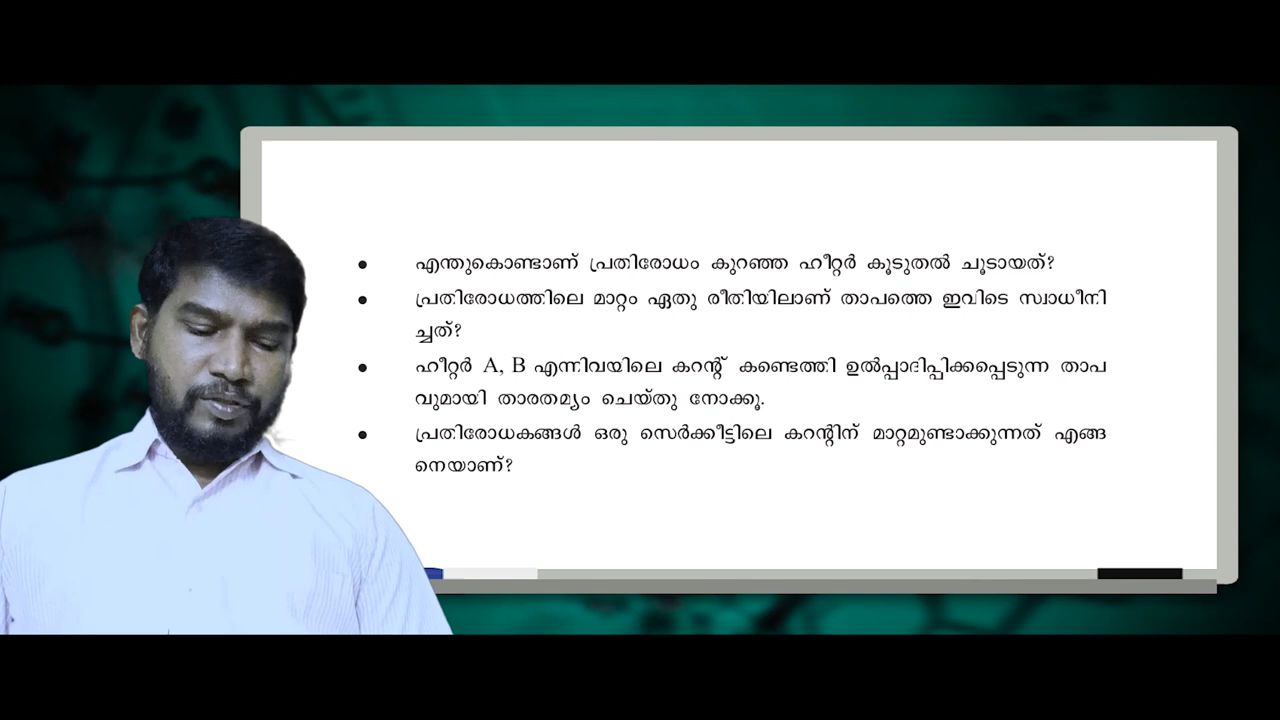 • എന്തുകൊണ്ടാണ് പ്രതിരോധം കുറഞ്ഞ ഹീറ്റർ കൂടുതൽ ചൂടായത്?
• പ്രതിരോധത്തിലെ മാറ്റം ഏതു രീതിയിലാണ് താപത്തെ ഇവിടെ സ്വാധീനി
ച്ചത്?
• ഹീറ്റർ A, B എന്നിവയിലെ കറന്റ് കണ്ടെത്തി ഉൽപ്പാദിപ്പിക്കപ്പെടുന്ന താപ
വുമായി താരതമ്യം ചെയ്തു നോക്കൂ.
• പ്രതിരോധകങ്ങൾ ഒരു സെർക്കീട്ടിലെ കറന്റിന് മാറ്റമുണ്ടാക്കുന്നത് എങ്ങ
നെയാണ്?